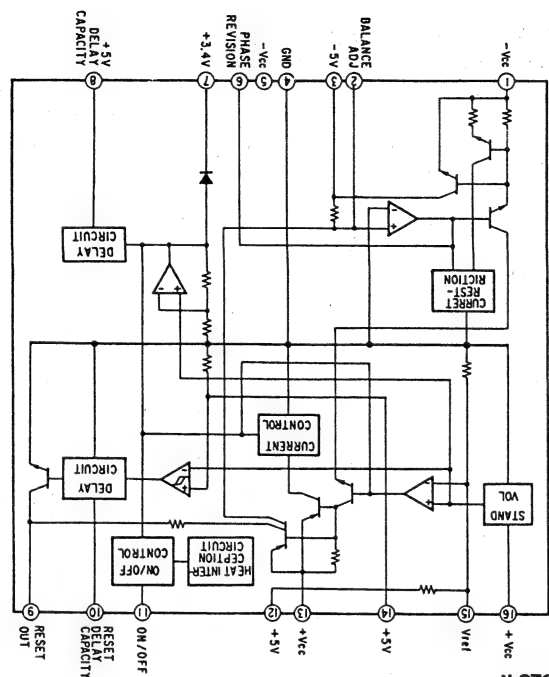 +5V
DELAY
CAPACITY
8
+3.4V
7
PHASE
REVISION
6
-Vcc
5
GND
4
-5V
3
BALANCE
ADJ
2
-Vcc
1
DELAY
CIRCUIT
-
+
-
+
CURRET
REST-
RICTION
CURRENT
CONTROL
DELAY
CIRCUIT
-
+
-
+
STAND
VOL
ON/OFF
CONTROL
HEAT INTER-
CEPTION
CIRCUIT
9
RESET
OUT
10
RESET
DELAY
CAPACITY
11
ON/OFF
12
+5V
13
+Vcc
14
+5V
15
Vref
16
+Vcc